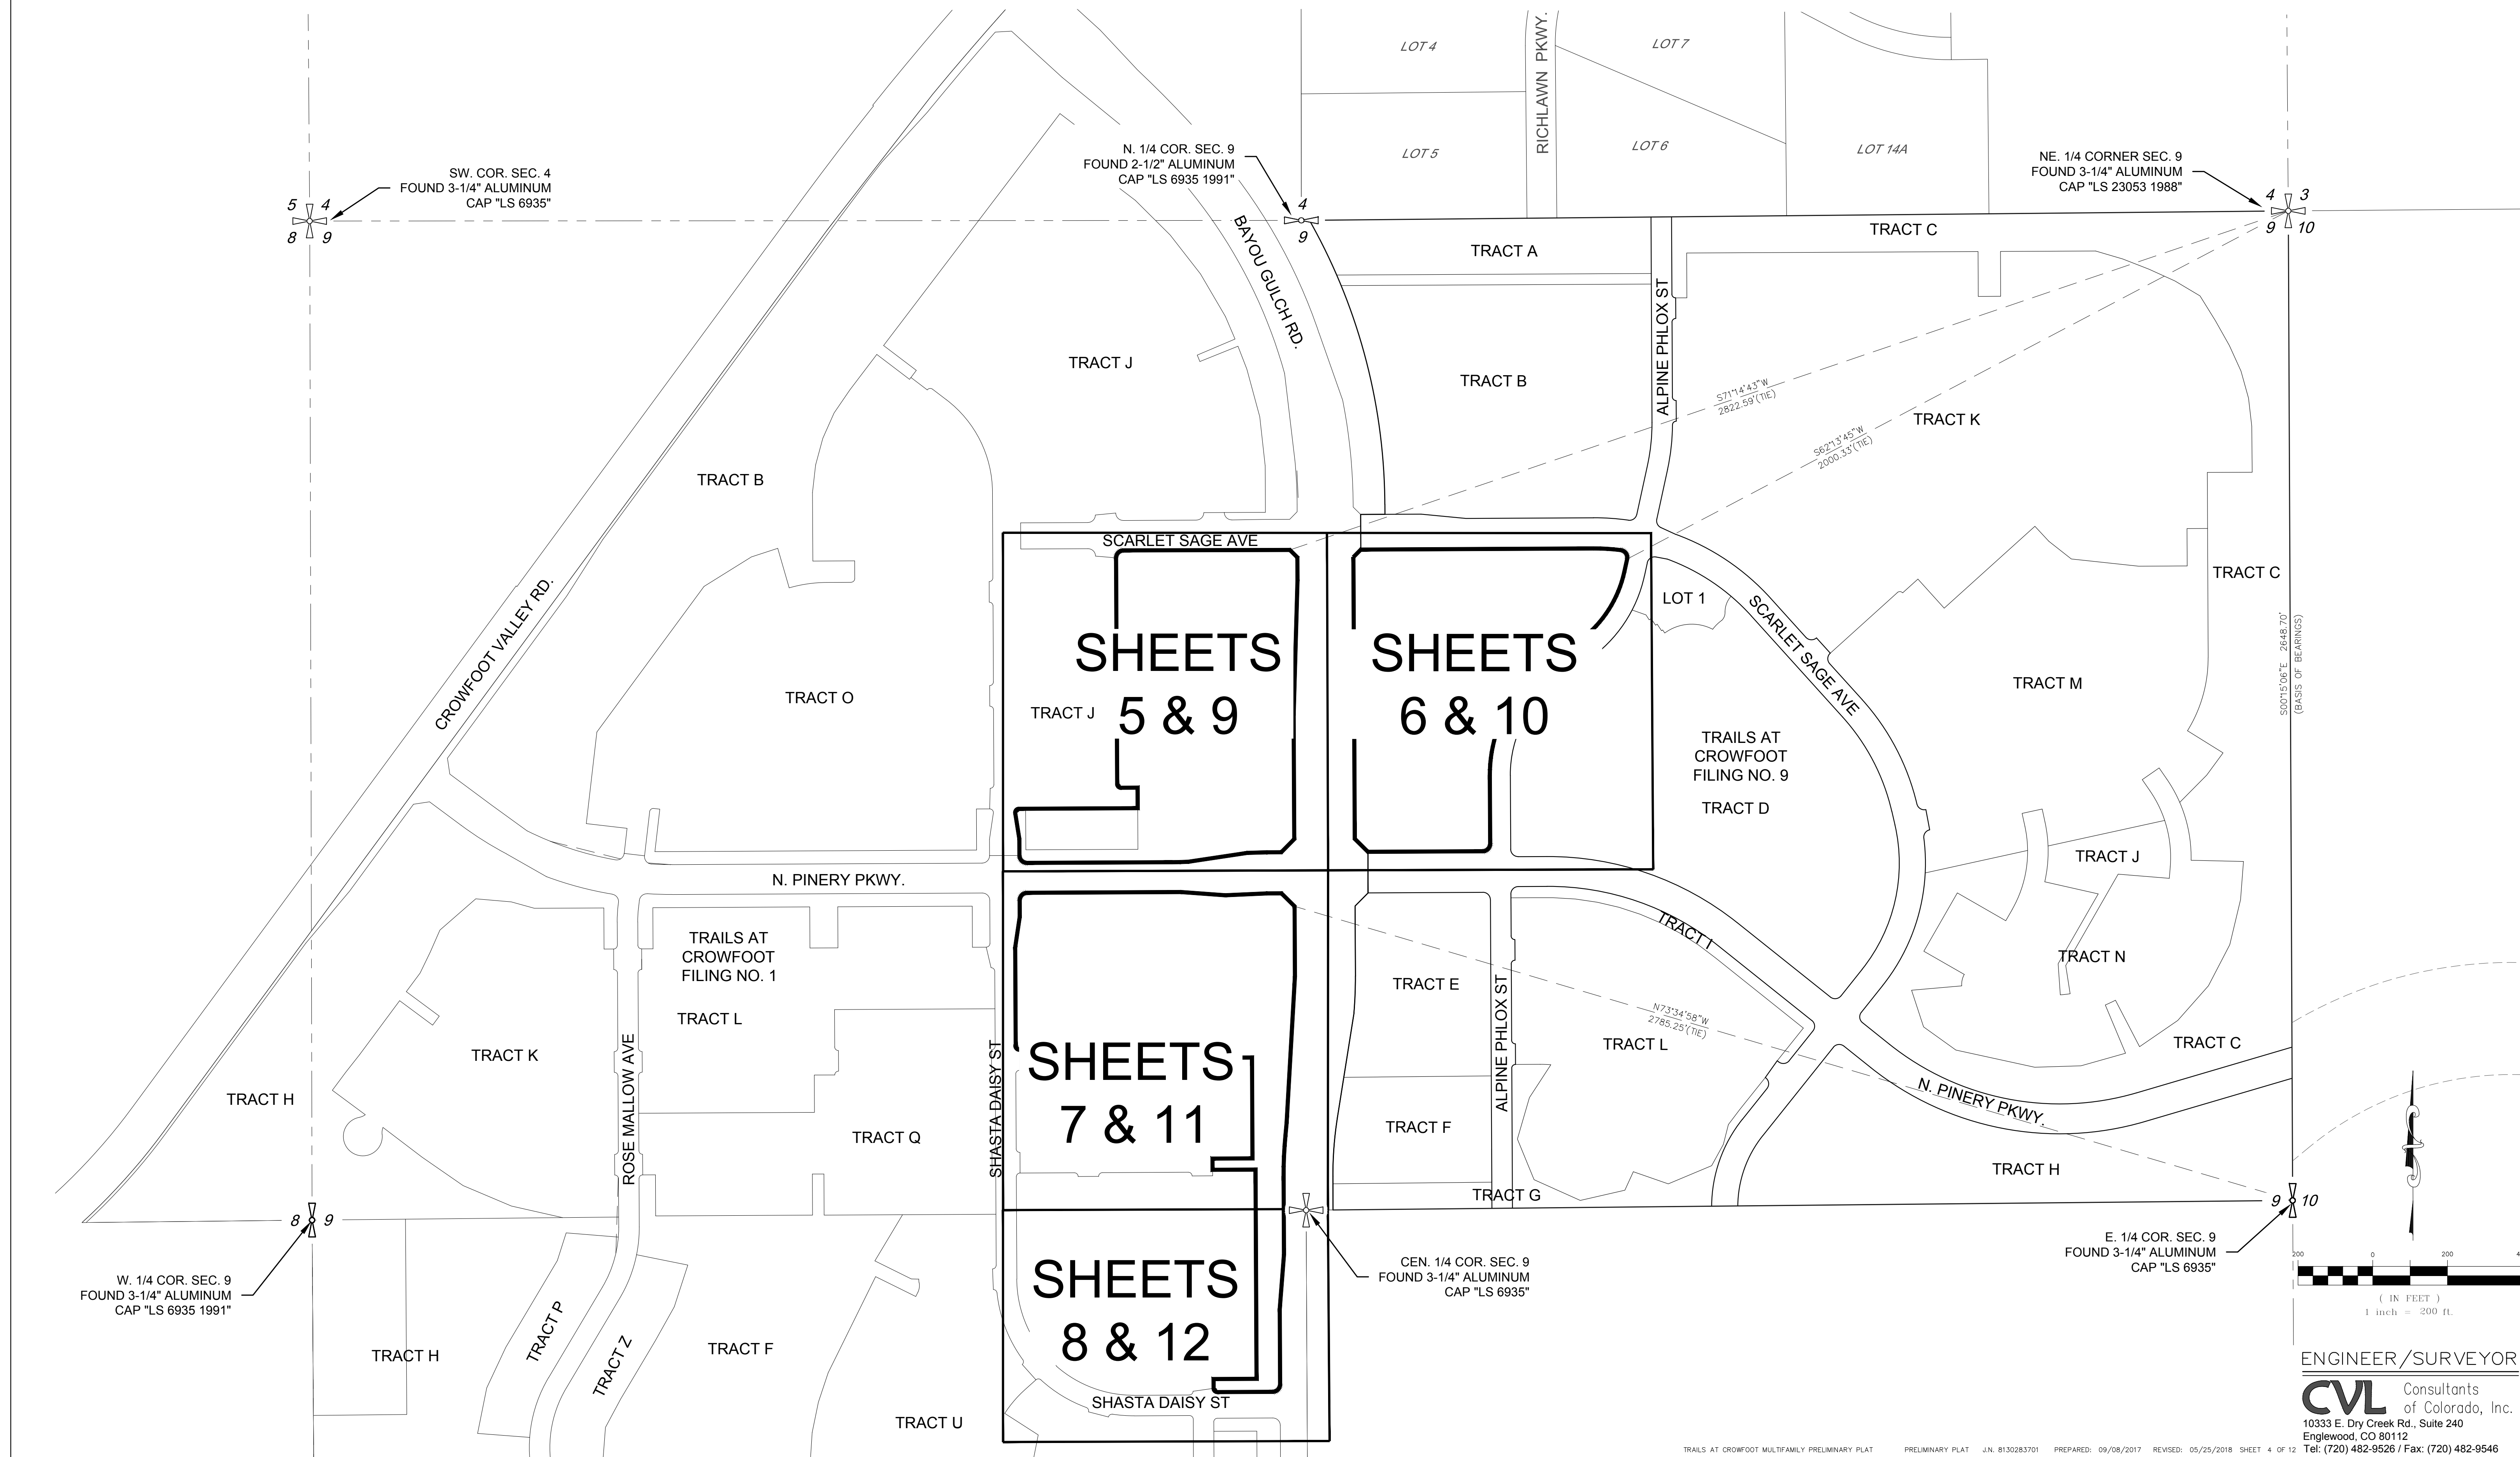 LOT 4
LOT 7
RICHLAWN PKWY.
LOT 5
LOT 6
LOT 14A
SW. COR. SEC. 4
FOUND 3-1/4" ALUMINUM
CAP "LS 6935"
5 4
8 9
N. 1/4 COR. SEC. 9
FOUND 2-1/2" ALUMINUM
CAP "LS 6935 1991"
4
9
NE. 1/4 CORNER SEC. 9
FOUND 3-1/4" ALUMINUM
CAP "LS 23053 1988"
4 3
9 10
BAYOU GULCH RD.
TRACT A
TRACT C
TRACT J
TRACT B
ALPINE PHLOX ST
S71°14'43"W
2822.59'(TIE)
TRACT K
S62°13'45"W
2000.33'(TIE)
TRACT B
SCARLET SAGE AVE
CROWFOOT VALLEY RD.
TRACT O
TRACT J
SHEETS
5 & 9
SHEETS
6 & 10
LOT 1
SCARLET SAGE AVE
TRACT C
S00°15'06"E 2648.70'
(BASIS OF BEARINGS)
TRACT M
TRAILS AT
CROWFOOT
FILING NO. 9
TRACT D
TRACT J
N. PINERY PKWY.
TRAILS AT
CROWFOOT
FILING NO. 1
TRACT L
TRACT I
TRACT N
TRACT E
ALPINE PHLOX ST
N73°34'58"W
2785.25'(TIE)
TRACT L
TRACT C
TRACT K
ROSE MALLOW AVE
TRACT H
TRACT Q
SHASTA DAISY ST
SHEETS
7 & 11
TRACT F
N. PINERY PKWY.
TRACT H
TRACT G
8 9
9 10
W. 1/4 COR. SEC. 9
FOUND 3-1/4" ALUMINUM
CAP "LS 6935 1991"
SHEETS
8 & 12
CEN. 1/4 COR. SEC. 9
FOUND 3-1/4" ALUMINUM
CAP "LS 6935"
E. 1/4 COR. SEC. 9
FOUND 3-1/4" ALUMINUM
CAP "LS 6935"
TRACT H
TRACT P
TRACT Z
TRACT F
TRACT U
SHASTA DAISY ST
200 0 200
( IN FEET )
1 inch = 200 ft.
ENGINEER/SURVEYOR
CVL Consultants
of Colorado, Inc.
10333 E. Dry Creek Rd., Suite 240
Englewood, CO 80112
Tel: (720) 482-9526 / Fax: (720) 482-9546
TRAILS AT CROWFOOT MULTIFAMILY PRELIMINARY PLAT PRELIMINARY PLAT J.N. 8130283701 PREPARED: 09/08/2017 REVISED: 05/25/2018 SHEET 4 OF 12